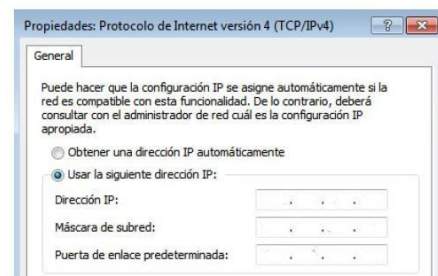 Propiedades: Protocolo de Internet versión 4 (TCP/IPv4)
General
Puede hacer que la configuración IP se asigne automáticamente si la
red es compatible con esta funcionalidad. De lo contrario, deberá
consultar con el administrador de red cuál es la configuración IP
apropiada.
Obtener una dirección IP automáticamente
Usar la siguiente dirección IP:
Dirección IP:
Máscara de subred:
Puerta de enlace predeterminada: